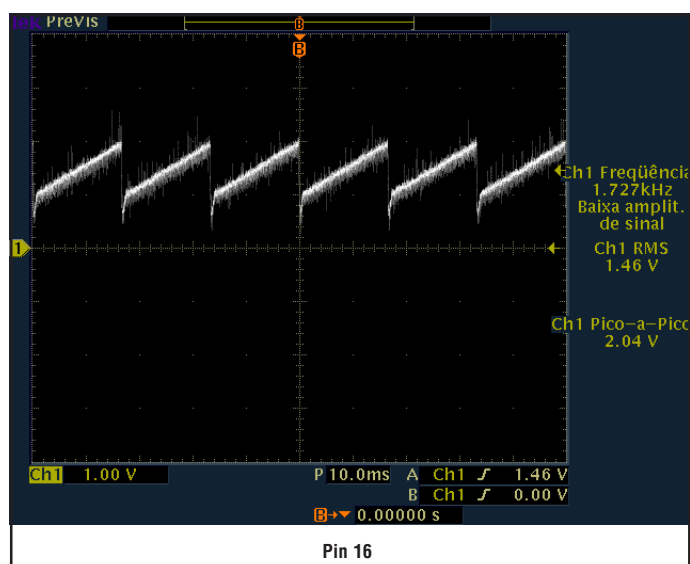 Tek PreVis
B
B
1
Ch1 Freqüência
1.727kHz
Baixa amplit.
de sinal
Ch1 RMS
1.46 V
Ch1 Pico-a-Pico
2.04 V
Ch1 1.00 V P 10.0ms A Ch1 1.46 V
B Ch1 0.00 V
B 0.00000 s
Pin 16